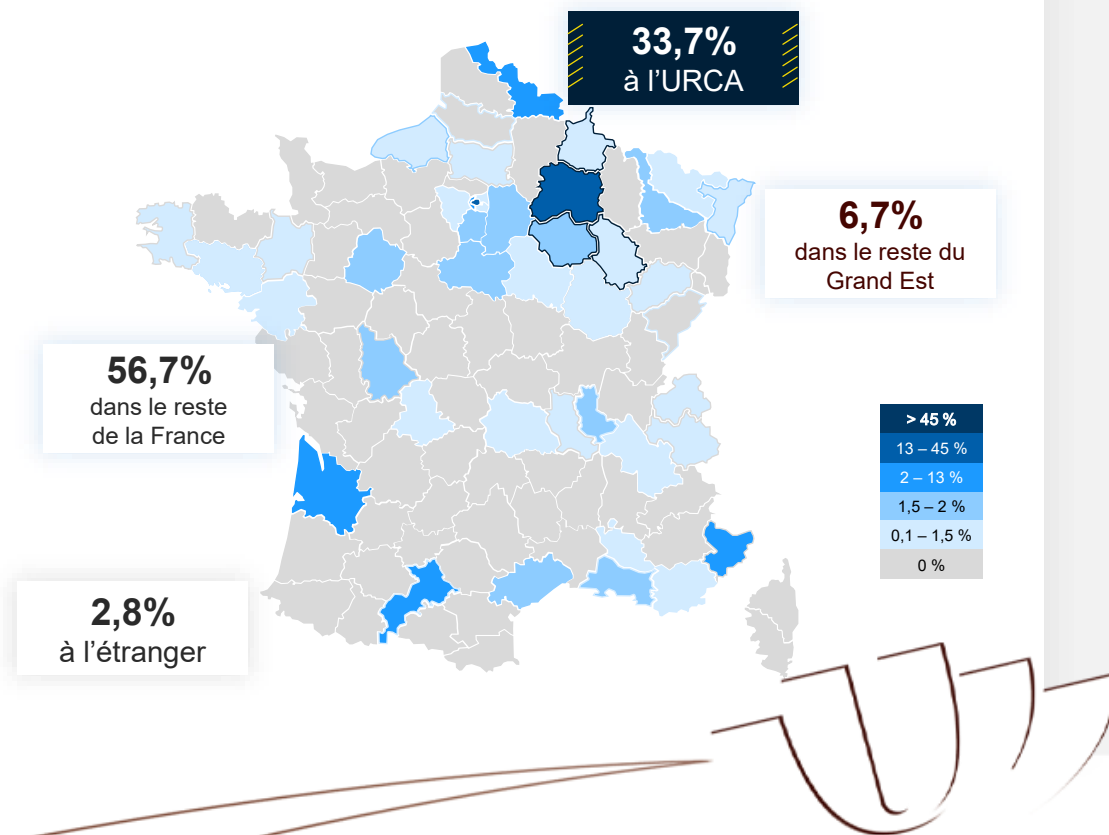 33,7%
à l’URCA
6,7%
dans le reste du
Grand Est
56,7%
dans le reste
de la France
> 45 %
13 – 45 %
2 – 13 %
1,5 – 2 %
0,1 – 1,5 %
0 %
2,8%
à l’étranger